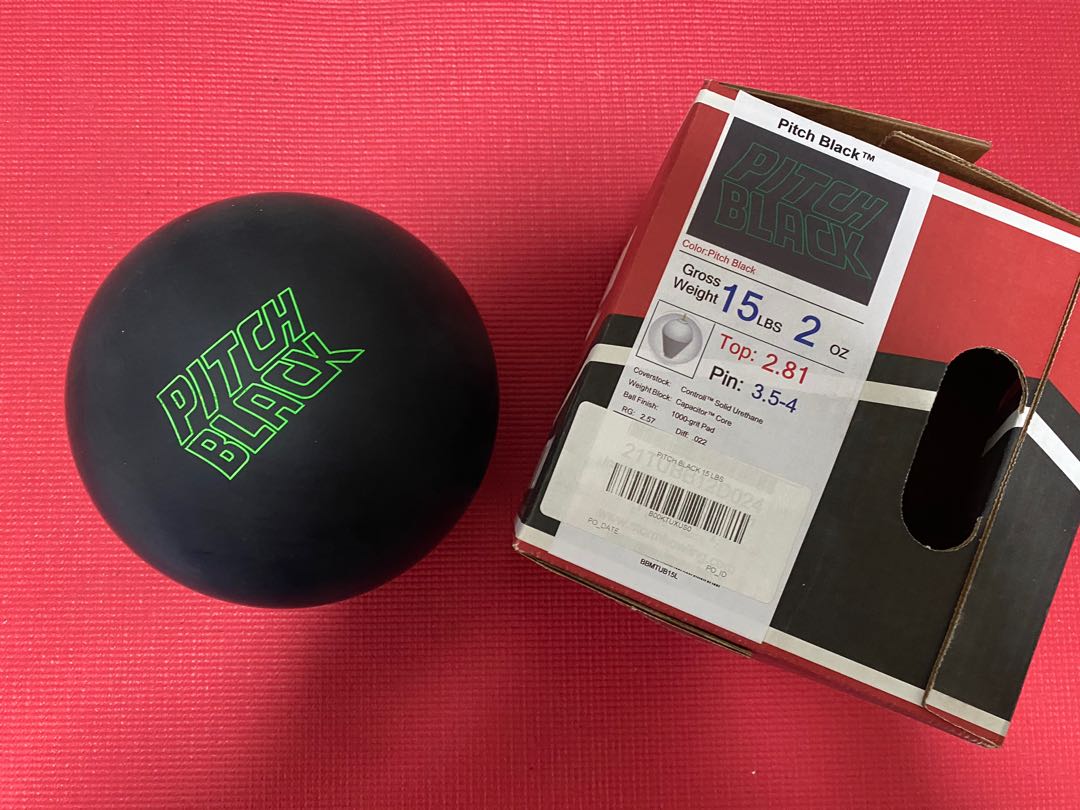 PITCH
BLACK
Pitch Black™
PITCH
BLACK
Color:Pitch Black
Gross Weight 15 LBS 2 OZ
Top: 2.81
Pin: 3.5-4
Coverstock: Controll™ Solid Urethane
Weight Block: Capacitor™ Core
Ball Finish: 1000-grit Pad
RG: 2.57 Diff: .022
PITCH BLACK 15 LBS
B00KTUXUSD
PO_DATE
PO_ID
BBMTUB15L